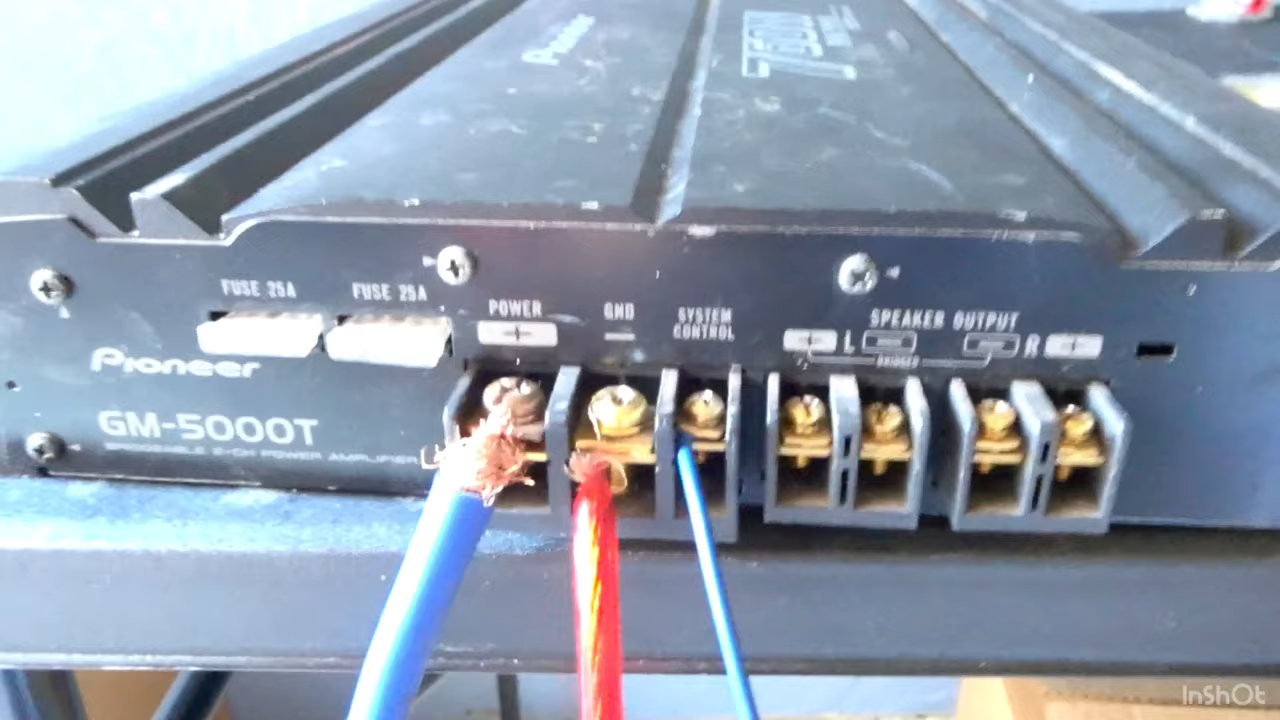 Pioneer
760W
FUSE 25A
FUSE 25A
POWER
+
GND
−
SYSTEM
CONTROL
SPEAKER OUTPUT
+ L −
− R +
BRIDGED
Pioneer
GM-5000T
BRIDGEABLE 2-CH POWER AMPLIFIER
InShOt